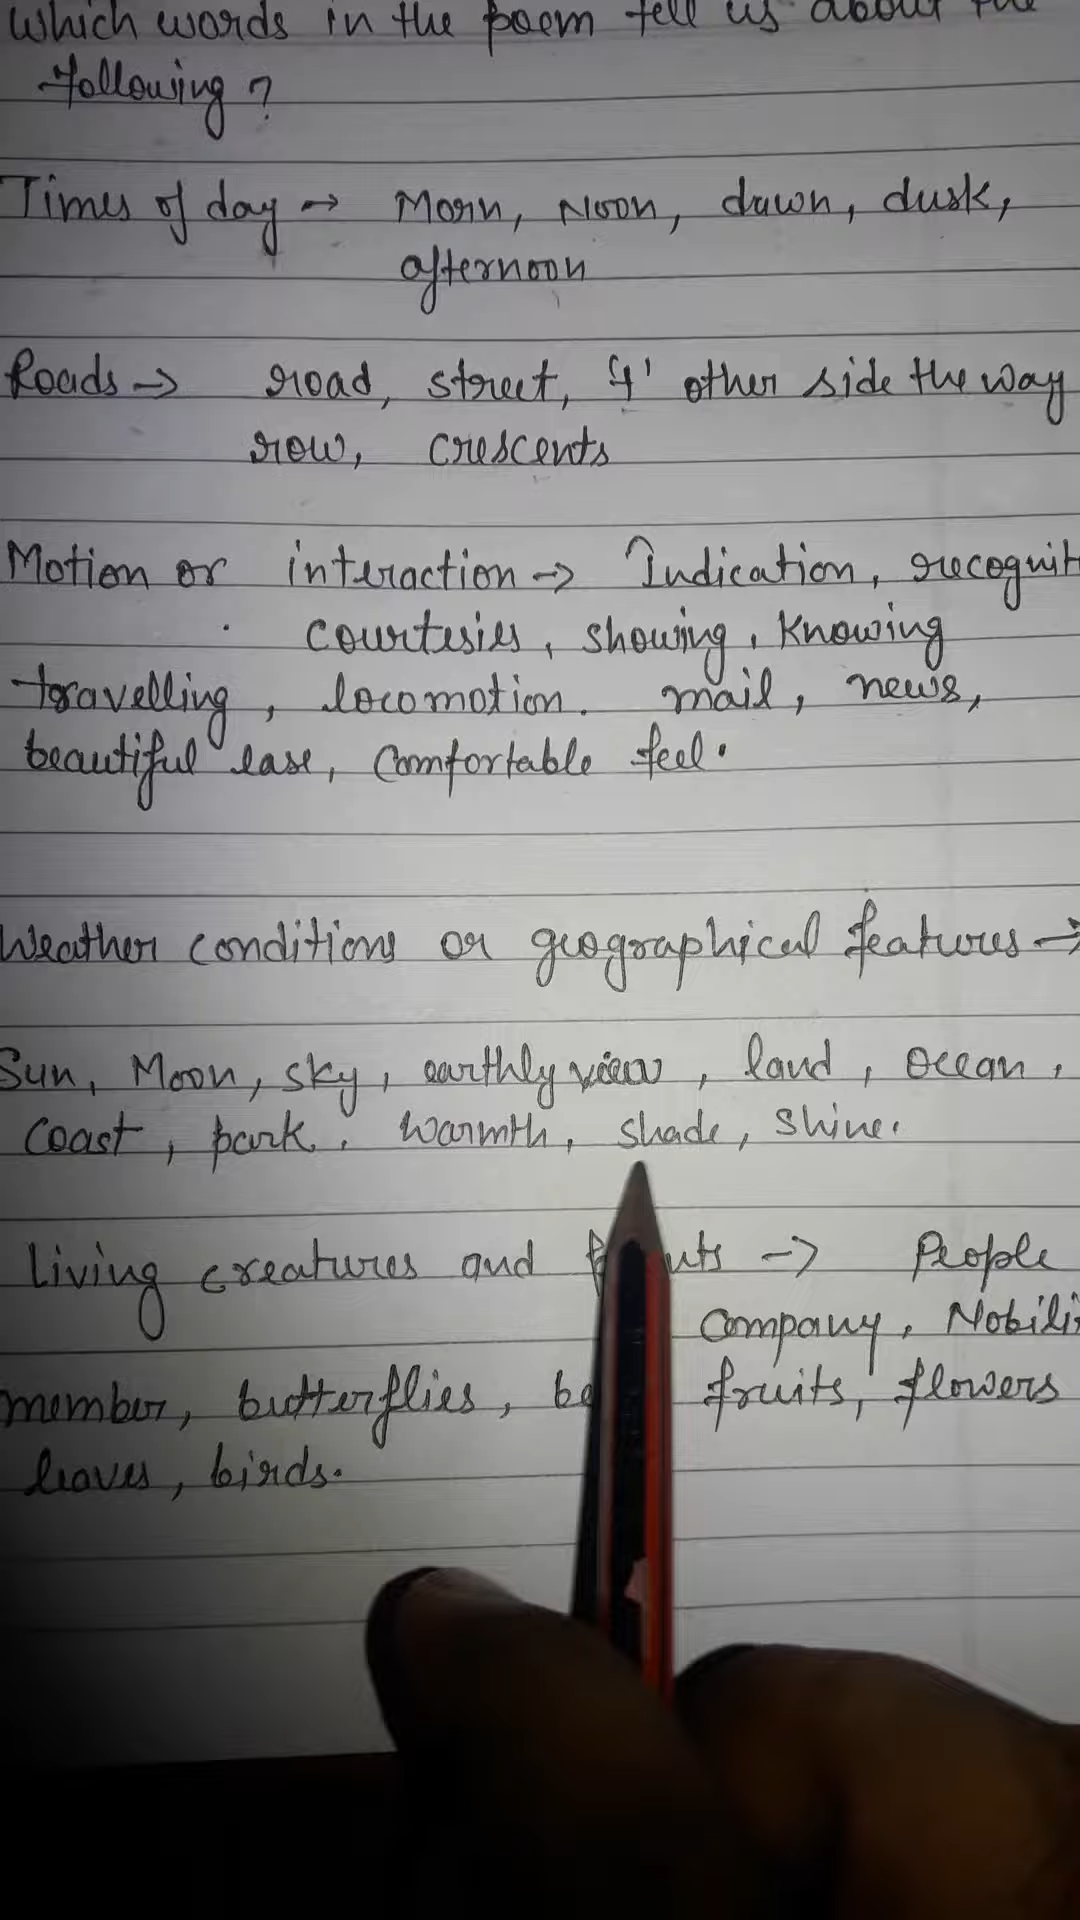 which words in the poem tell us about the
following?
Times of day → Morn, Noon, dawn, dusk,
afternoon
Roads → road, street, 't' other side the way
row, crescents
Motion or interaction → Indication, recognit
courtesies, showing, Knowing
travelling, locomotion. mail, news,
beautiful ease, Comfortable feel.
Weather conditions or geographical features →
Sun, Moon, sky, earthly view, land, ocean,
Coast, park, warmth, shade, Shine.
Living creatures and → People
Company, Nobili
member, butterflies, fruits, flowers
leaves, birds.